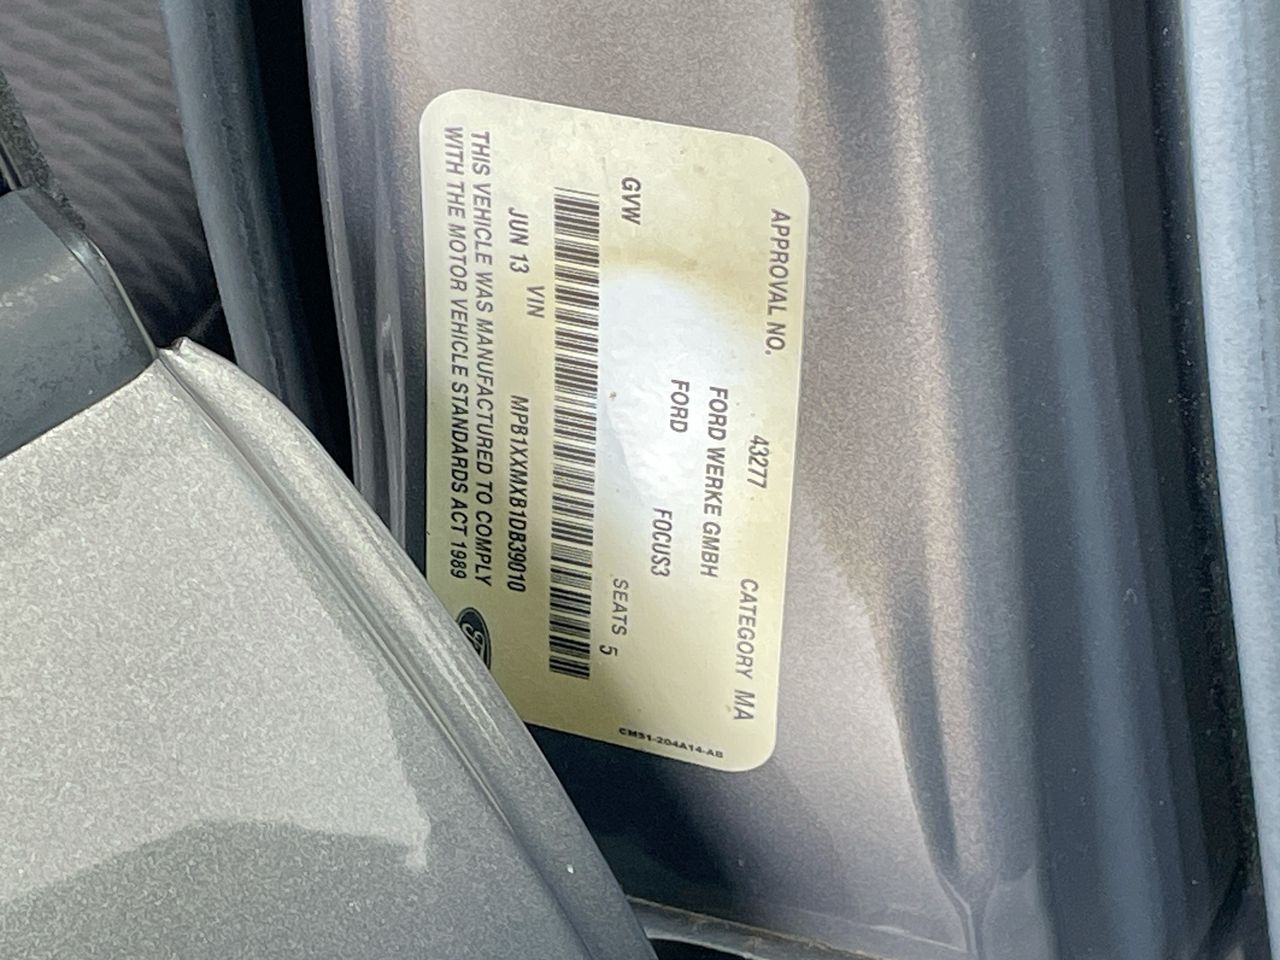 APPROVAL NO. 43277 CATEGORY MA
FORD WERKE GMBH
FORD FOCUS3
GVW SEATS 5
VIN
JUN 13 MPB1XXMXB1DB39010
THIS VEHICLE WAS MANUFACTURED TO COMPLY
WITH THE MOTOR VEHICLE STANDARDS ACT 1989
CM51-204A14-AB